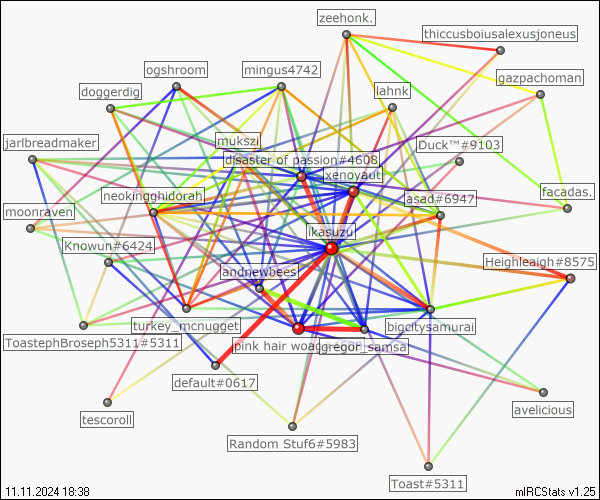 zeehonk.
thiccusboiusalexusjoneus
ogshroom
mingus4742
gazpachoman
doggerdig
lahnk
jarlbreadmaker
mukszi
Duck™#9103
disaster of passion#4608
xenoyaut
neokingghidorah
asad#6947
facadas.
moonraven
ikasuzu
Knowun#6424
Heighleaigh#8575
andnewbees
turkey_mcnugget
bigcitysamurai
ToastephBroseph5311#5311
pink hair woag
gregor_samsa
default#0617
avelicious
tescoroll
Random Stuf6#5983
Toast#5311
11.11.2024 18:38
mIRCStats v1.25